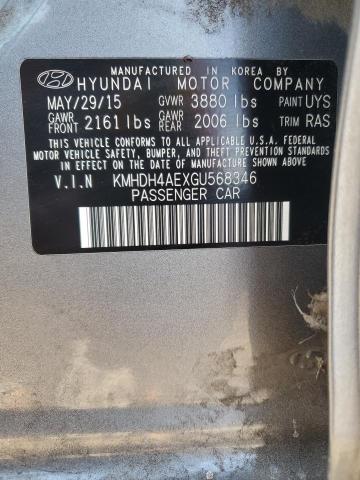 MANUFACTURED IN KOREA BY
HYUNDAI MOTOR COMPANY
MAY/29/15 GVWR 3880 lbs PAINT UYS
GAWR FRONT 2161 lbs GAWR REAR 2006 lbs TRIM RAS
THIS VEHICLE CONFORMS TO ALL APPLICABLE U.S.A. FEDERAL
MOTOR VEHICLE SAFETY, BUMPER, AND THEFT PREVENTION STANDARDS
IN EFFECT ON THE DATE OF MANUFACTURE SHOWN ABOVE.
V.I.N KMHDH4AEXGU568346
PASSENGER CAR